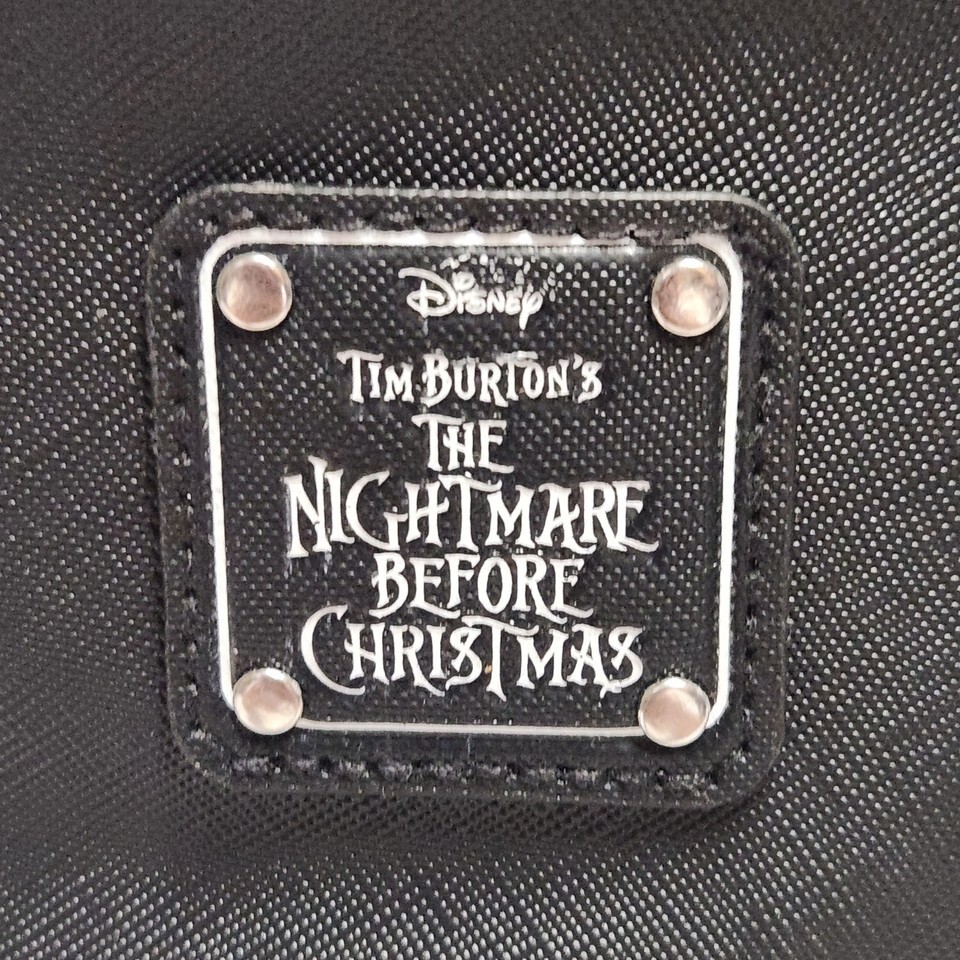 Disney
Tim Burton's
The
Nightmare
Before
Christmas